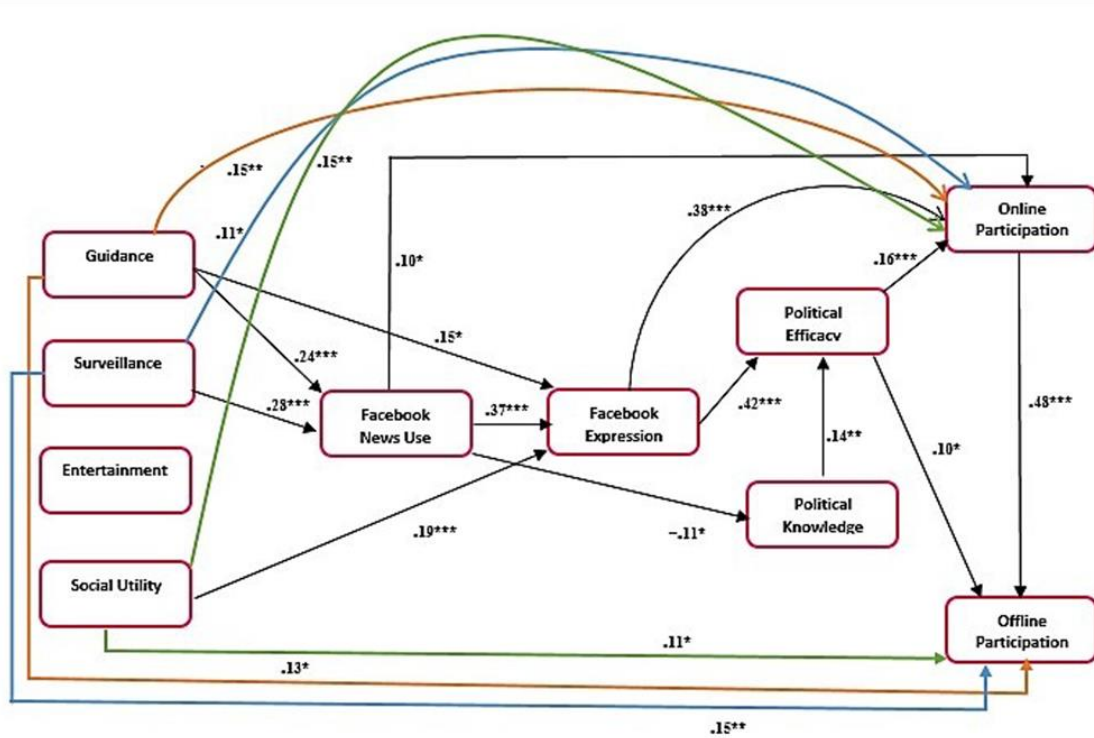 .15**
.15**
.38***
Online
Participation
.11*
Guidance
.10*
.16***
Political
Efficacy
.15*
Surveillance
.24***
.28***
Facebook
News Use
.37***
Facebook
Expression
.42***
.48***
.14**
.10*
Entertainment
Political
Knowledge
.19***
–.11*
Social Utility
Offline
Participation
.11*
.13*
.15**